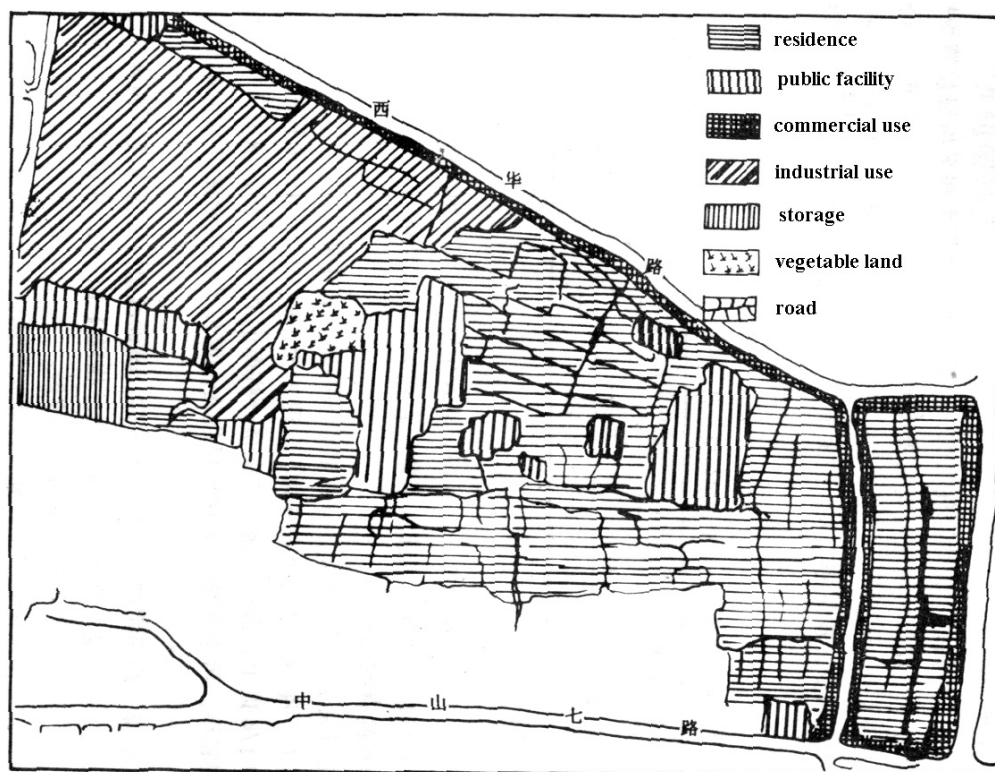 residence
public facility
commercial use
industrial use
storage
vegetable land
road
西华路
中山七路